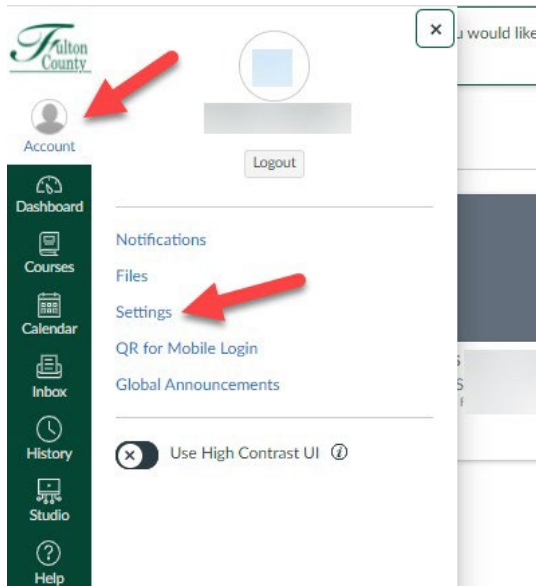 Fulton
County
Account
Dashboard
Courses
Calendar
Inbox
History
Studio
Help
×
Logout
Notifications
Files
Settings
QR for Mobile Login
Global Announcements
Use High Contrast UI
u would like
S